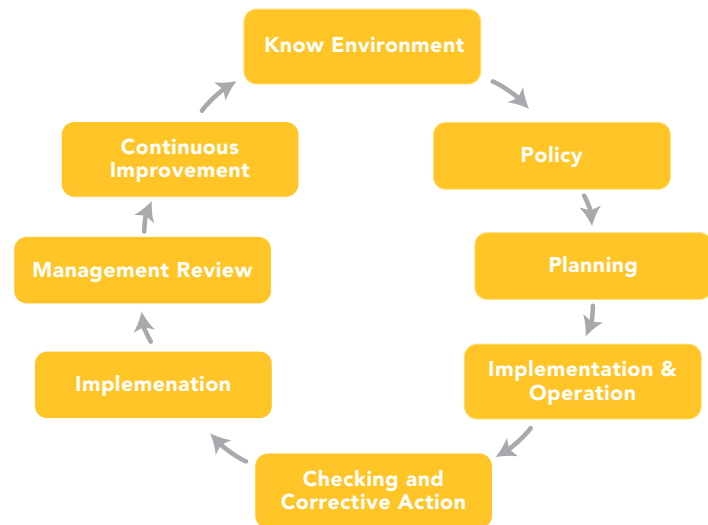 Know Environment
Policy
Planning
Implementation &
Operation
Checking and
Corrective Action
Implemenation
Management Review
Continuous
Improvement